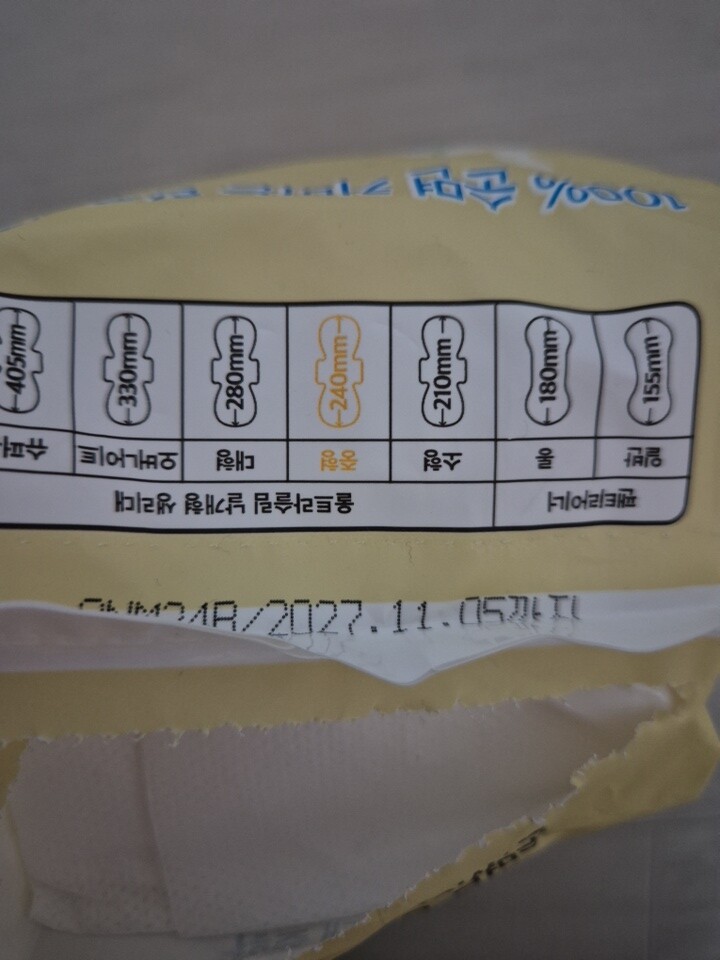 /2027.11.05까지
팬티라이너 울트라슬림 날개형 생리대
일반 롱 소형 중형 대형 오버나이트
155mm 180mm 210mm 240mm 280mm 330mm 405mm
100% 순면